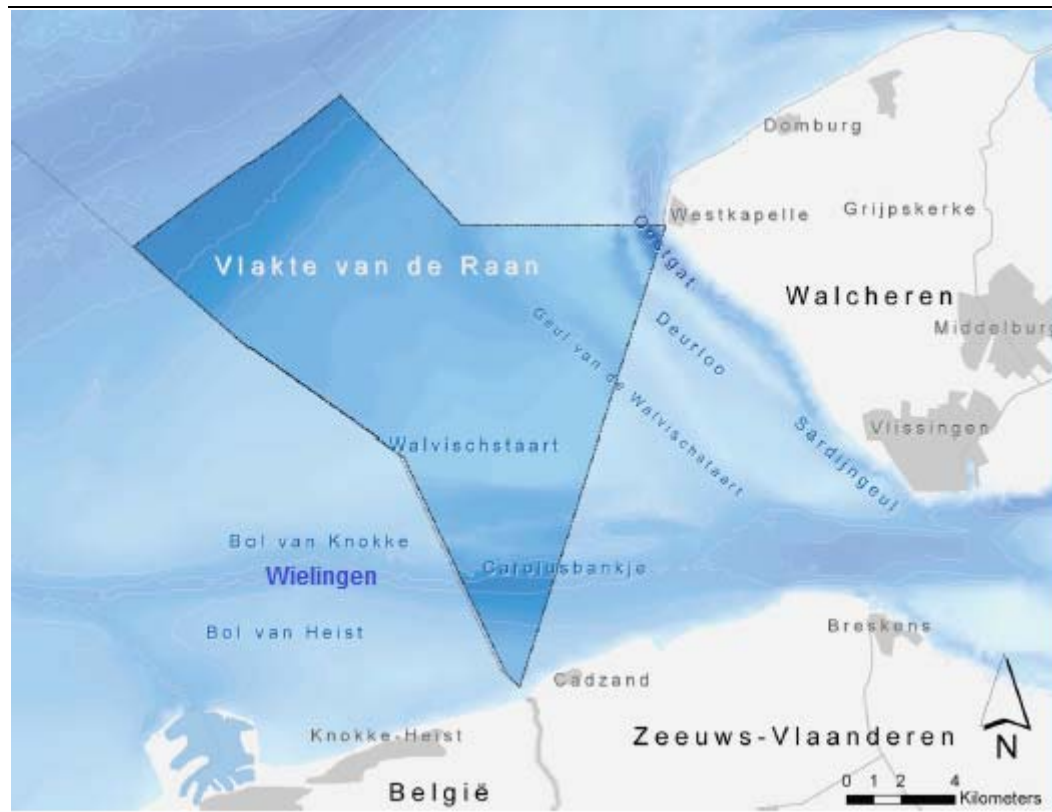 Domburg
Westkapelle
Grijpskerke
Oostgat
Vlakte van de Raan
Walcheren
Middelburg
Deurloo
Geul van de Walvischstaart
Walvischstaart
Vlissingen
Sardijngeul
Bol van Knokke
Wielingen
Carolusbankje
Bol van Heist
Breskens
Cadzand
Knokke-Heist
Zeeuws-Vlaanderen
N
België
0 1 2 4
Kilometers